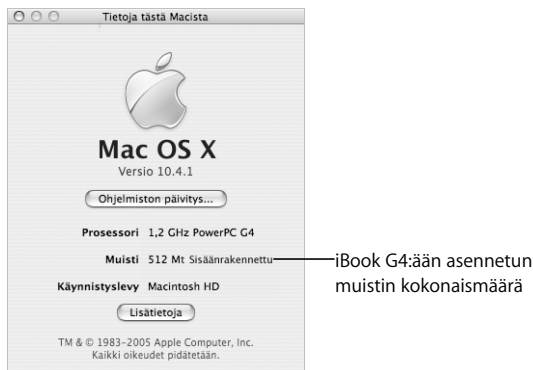 Tietoja tästä Macista
Mac OS X
Versio 10.4.1
Ohjelmiston päivitys...
Prosessori 1,2 GHz PowerPC G4
Muisti 512 Mt Sisäänrakennettu
Käynnistyslevy Macintosh HD
Lisätietoja
TM & © 1983–2005 Apple Computer, Inc.
Kaikki oikeudet pidätetään.
iBook G4:ään asennetun
muistin kokonaismäärä